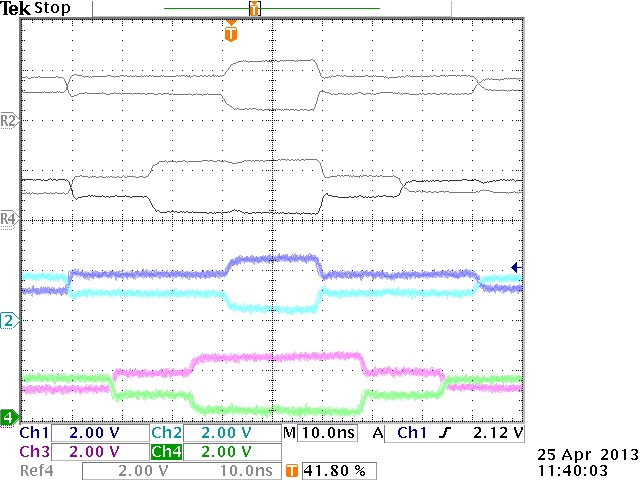 Tek Stop
T
T
R2
R4
2
4
Ch1 2.00 V Ch2 2.00 V M 10.0ns A Ch1 2.12 V
Ch3 2.00 V Ch4 2.00 V
Ref4 2.00 V 10.0ns T 41.80 %
25 Apr 2013
11:40:03